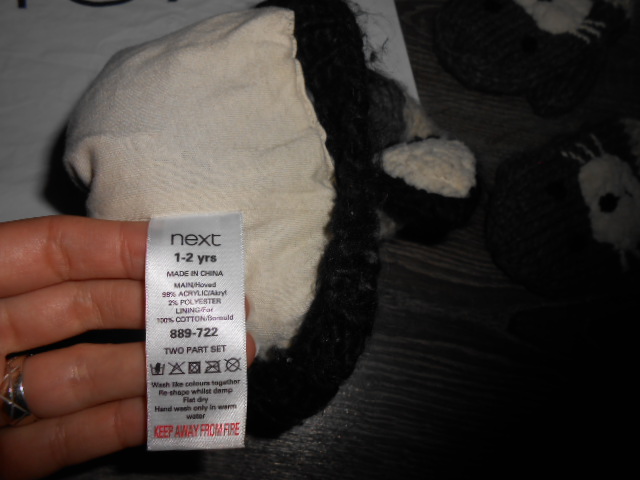 next
1-2 yrs
MADE IN CHINA
MAIN/Hoved
98% ACRYLIC/Akryl
2% POLYESTER
LINING/For
100% COTTON/Bomuld
889-722
TWO PART SET
Wash like colours together
Re-shape whilst damp
Flat dry
Hand wash only in warm
water
KEEP AWAY FROM FIRE